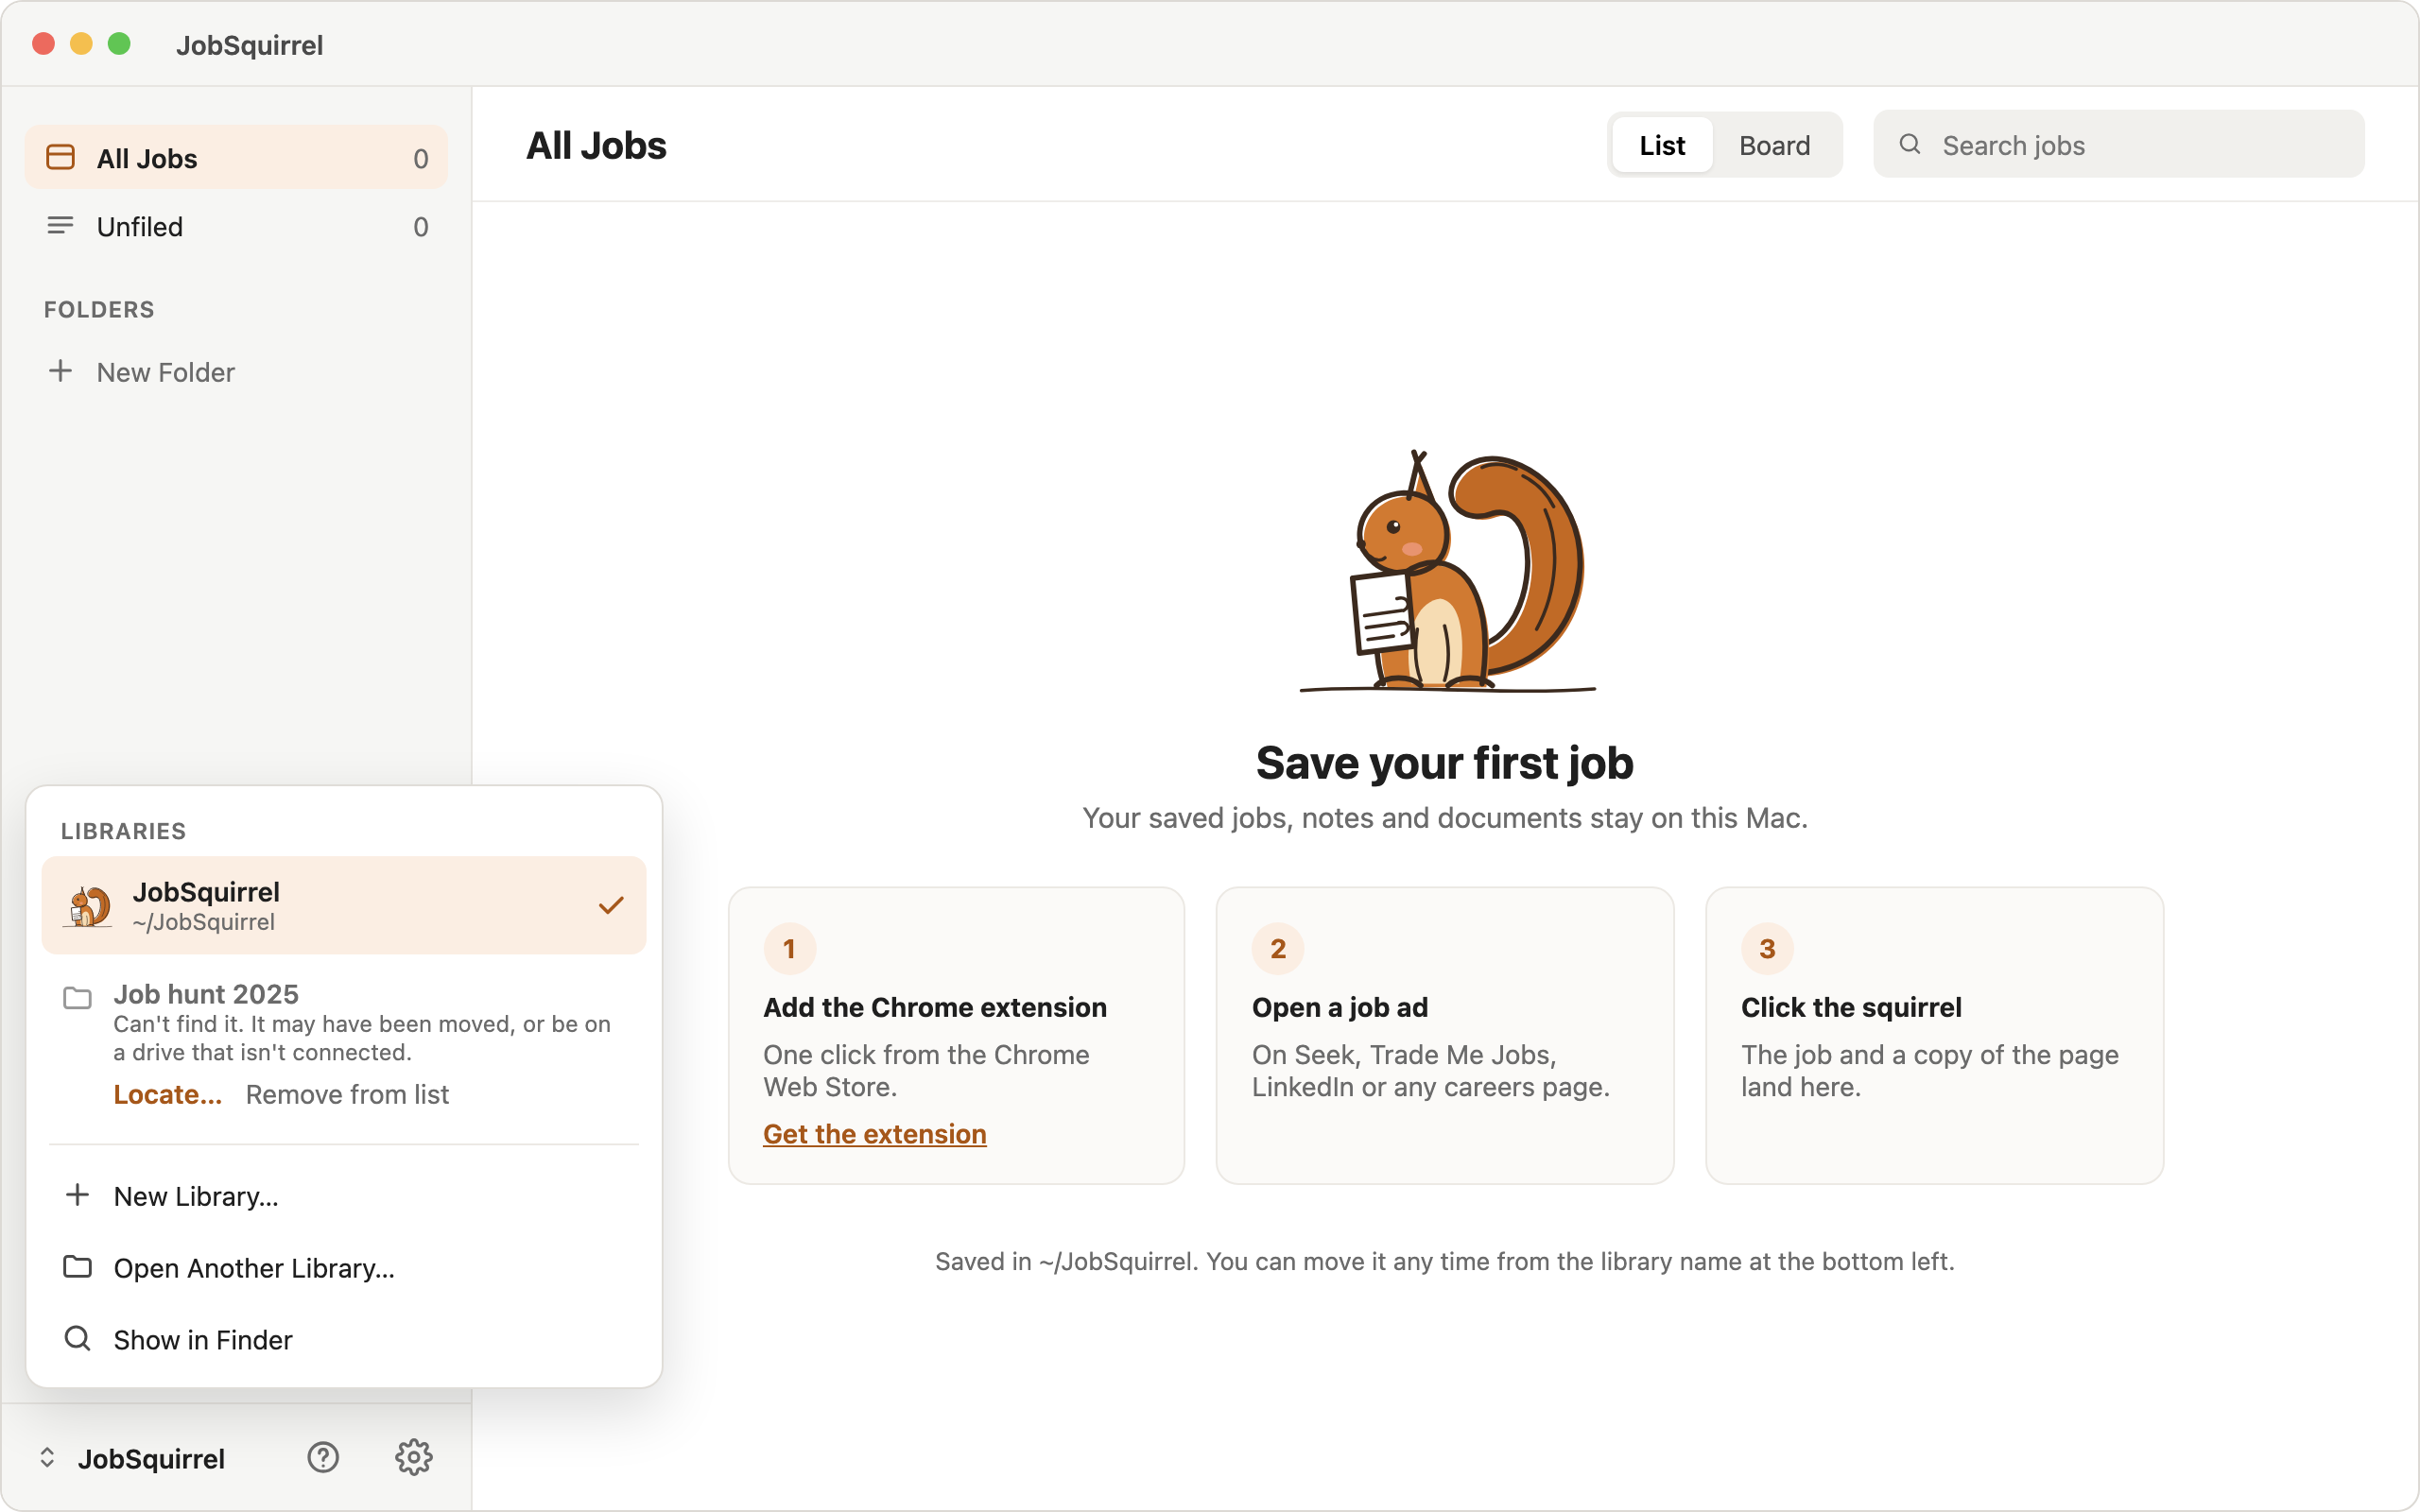 JobSquirrel
All Jobs 0
Unfiled 0
FOLDERS
New Folder
All Jobs
List Board Search jobs
Save your first job
Your saved jobs, notes and documents stay on this Mac.
1
Add the Chrome extension
One click from the Chrome
Web Store.
Get the extension
2
Open a job ad
On Seek, Trade Me Jobs,
LinkedIn or any careers page.
3
Click the squirrel
The job and a copy of the page
land here.
Saved in ~/JobSquirrel. You can move it any time from the library name at the bottom left.
LIBRARIES
JobSquirrel
~/JobSquirrel
Job hunt 2025
Can't find it. It may have been moved, or be on
a drive that isn't connected.
Locate... Remove from list
New Library...
Open Another Library...
Show in Finder
JobSquirrel